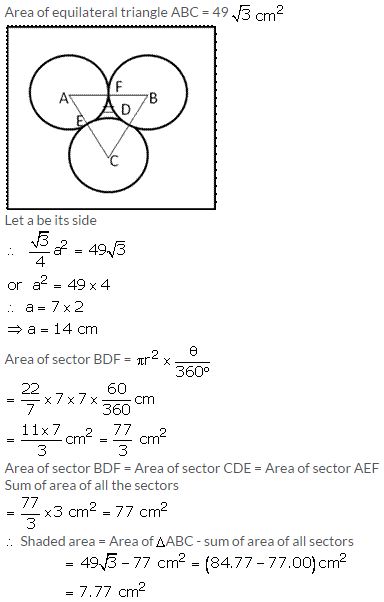 Area of equilateral triangle ABC = 49 √3 cm²
A
F
B
E
D
C
Let a be its side
∴ √3/4 a² = 49√3
or a² = 49 × 4
∴ a = 7 × 2
⇒ a = 14 cm
Area of sector BDF = πr² × θ/360°
= 22/7 × 7 × 7 × 60/360 cm
= 11 × 7/3 cm² = 77/3 cm²
Area of sector BDF = Area of sector CDE = Area of sector AEF
Sum of area of all the sectors
= 77/3 × 3 cm² = 77 cm²
∴ Shaded area = Area of △ABC - sum of area of all sectors
= 49√3 – 77 cm² = (84.77 – 77.00) cm²
= 7.77 cm²